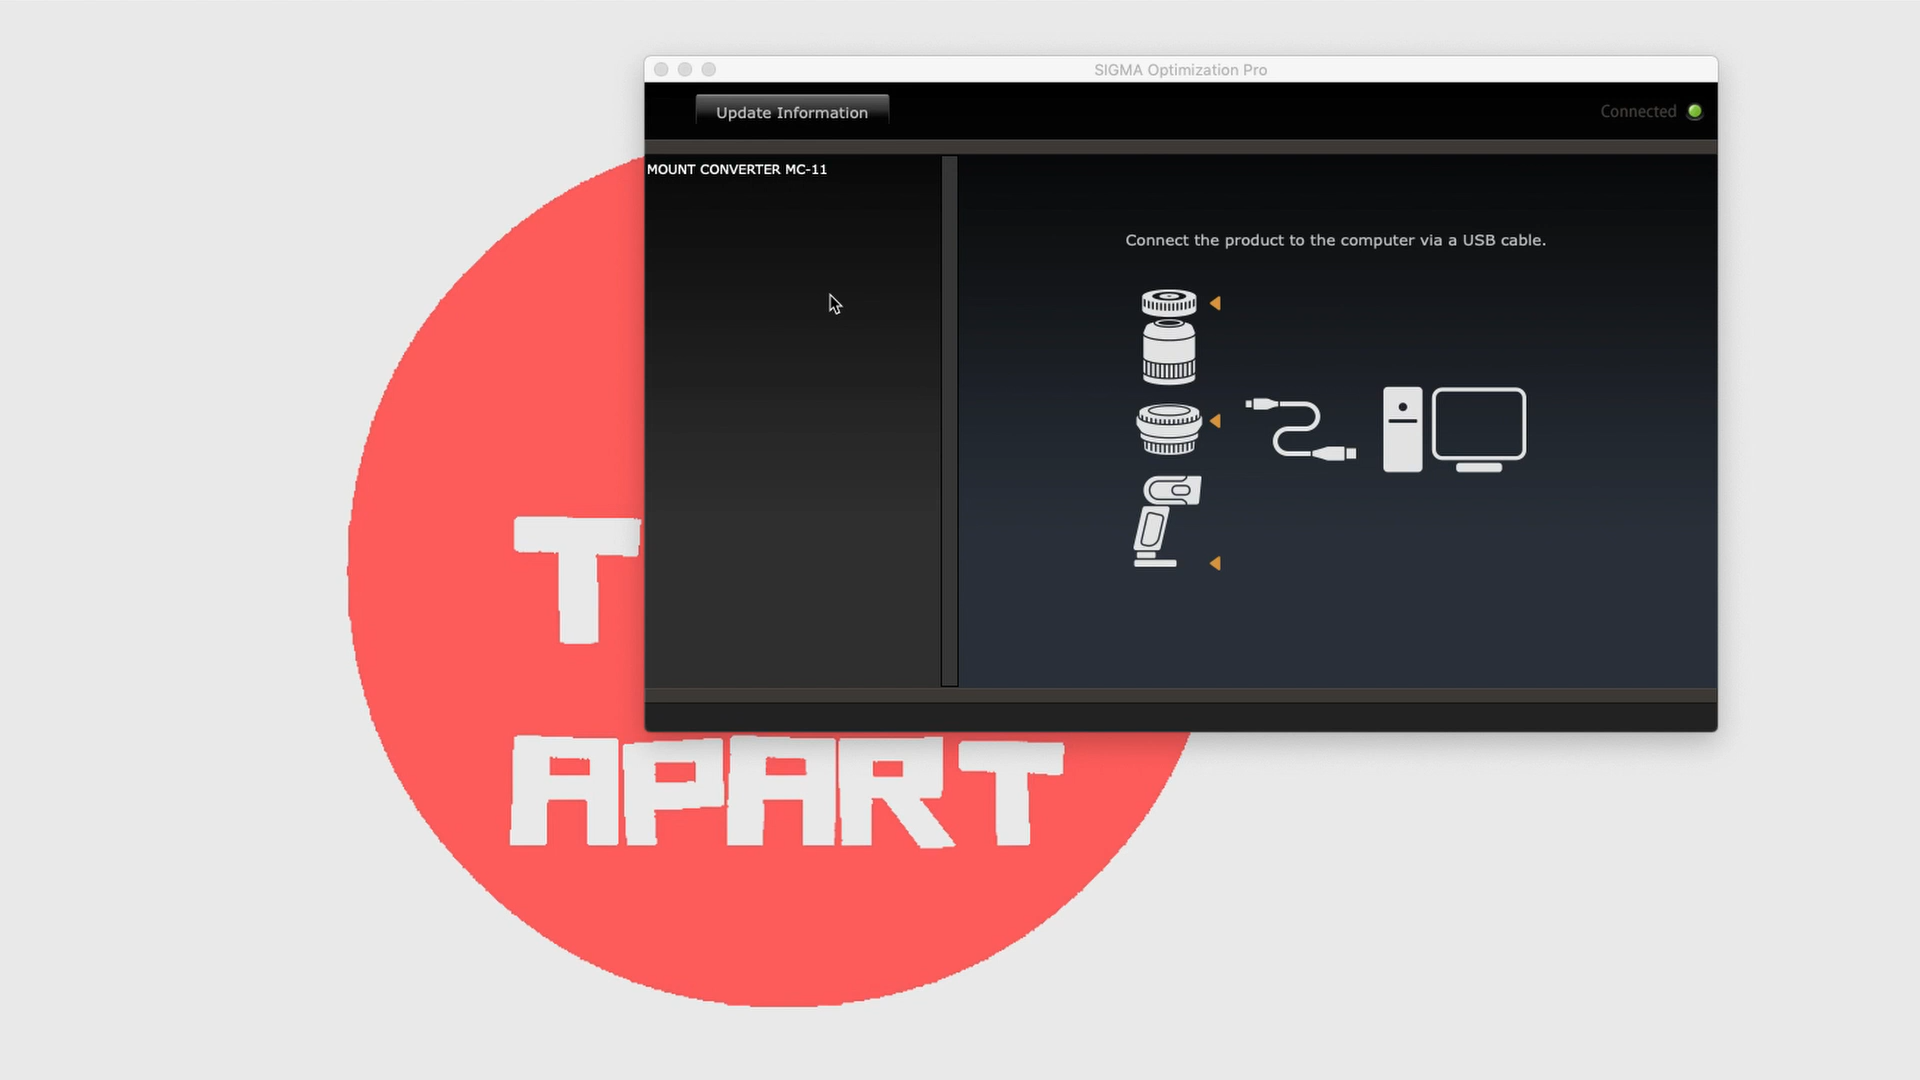 SIGMA Optimization Pro
Update Information
Connected
MOUNT CONVERTER MC-11
Connect the product to the computer via a USB cable.
T
APART